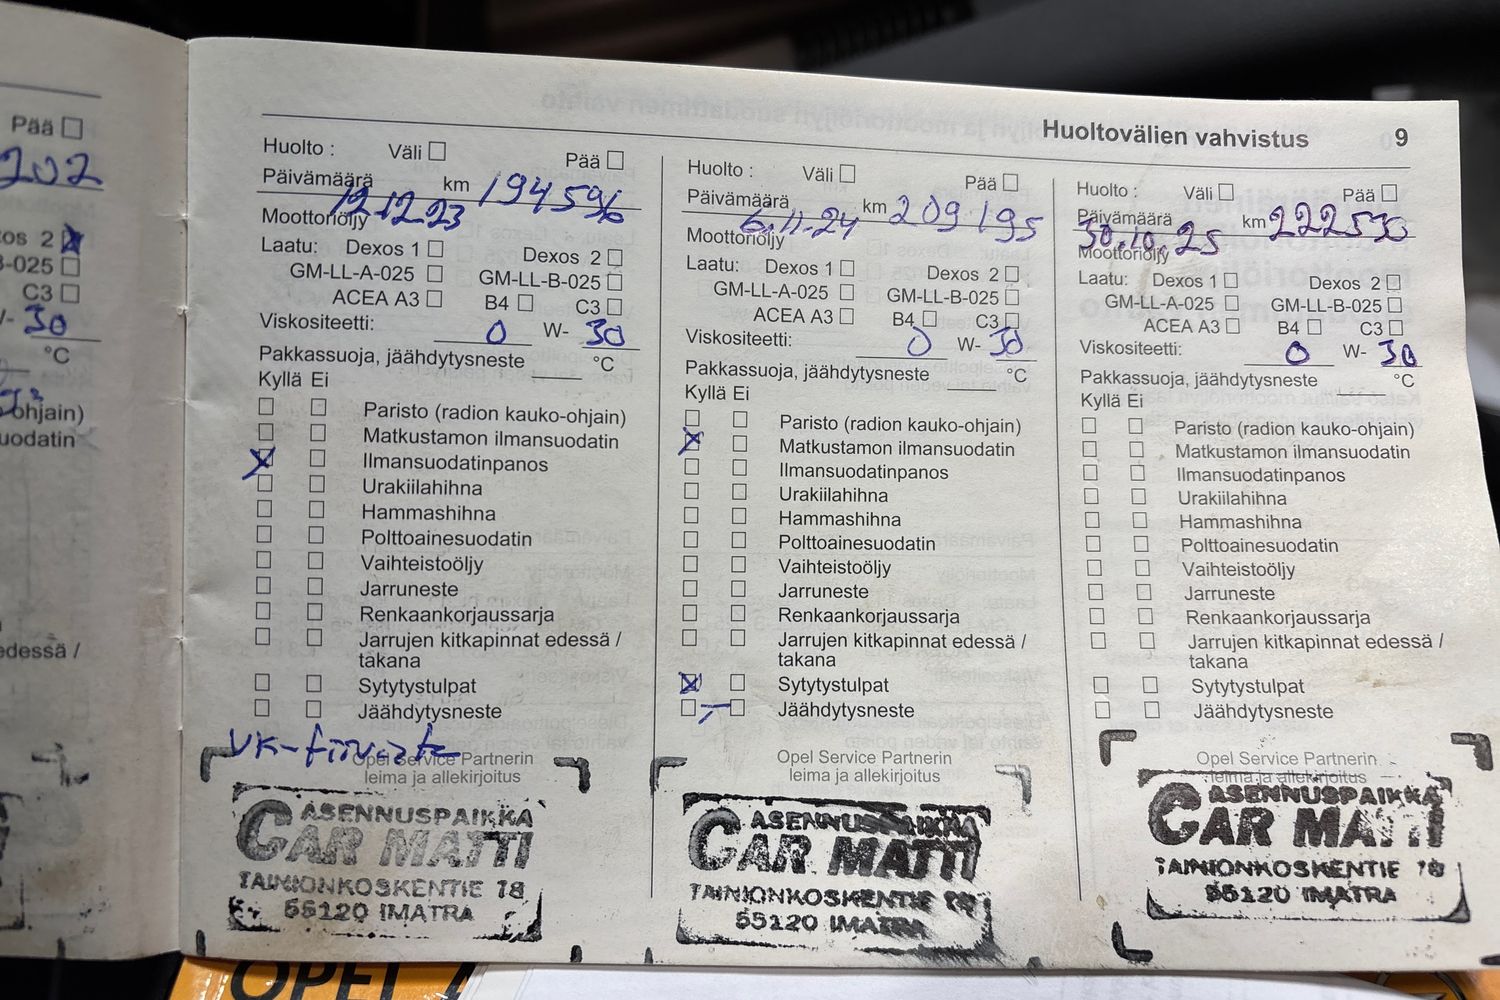 Pää
202
os 2
B-025
C3
W- 30
°C
ohjain)
uodatin
edessä /
Huoltovälien vahvistus 9
Huolto : Väli Pää
Päivämäärä 12.12.23 km 194596
Moottoriöljy
Laatu: Dexos 1 Dexos 2
GM-LL-A-025 GM-LL-B-025
ACEA A3 B4 C3
Viskositeetti: 0 W- 30
Pakkassuoja, jäähdytysneste °C
Kyllä Ei
Paristo (radion kauko-ohjain)
Matkustamon ilmansuodatin
Ilmansuodatinpanos
Urakiilahihna
Hammashihna
Polttoainesuodatin
Vaihteistoöljy
Jarruneste
Renkaankorjaussarja
Jarrujen kitkapinnat edessä /
takana
Sytytystulpat
Jäähdytysneste
Opel Service Partnerin
leima ja allekirjoitus
ASENNUSPAIKKA
CAR MATTI
TAINIONKOSKENTIE 18
55120 IMATRA
Huolto : Väli Pää
Päivämäärä 6.11.24 km 209195
Moottoriöljy
Laatu: Dexos 1 Dexos 2
GM-LL-A-025 GM-LL-B-025
ACEA A3 B4 C3
Viskositeetti: 0 W- 30
Pakkassuoja, jäähdytysneste °C
Kyllä Ei
Paristo (radion kauko-ohjain)
Matkustamon ilmansuodatin
Ilmansuodatinpanos
Urakiilahihna
Hammashihna
Polttoainesuodatin
Vaihteistoöljy
Jarruneste
Renkaankorjaussarja
Jarrujen kitkapinnat edessä /
takana
Sytytystulpat
Jäähdytysneste
Opel Service Partnerin
leima ja allekirjoitus
ASENNUSPAIKKA
CAR MATTI
TAINIONKOSKENTIE 18
55120 IMATRA
Huolto : Väli Pää
Päivämäärä 30.10.25 km 222530
Moottoriöljy
Laatu: Dexos 1 Dexos 2
GM-LL-A-025 GM-LL-B-025
ACEA A3 B4 C3
Viskositeetti: 0 W- 30
Pakkassuoja, jäähdytysneste °C
Kyllä Ei
Paristo (radion kauko-ohjain)
Matkustamon ilmansuodatin
Ilmansuodatinpanos
Urakiilahihna
Hammashihna
Polttoainesuodatin
Vaihteistoöljy
Jarruneste
Renkaankorjaussarja
Jarrujen kitkapinnat edessä /
takana
Sytytystulpat
Jäähdytysneste
Opel Service Partnerin
leima ja allekirjoitus
ASENNUSPAIKKA
CAR MATTI
TAINIONKOSKENTIE 18
55120 IMATRA
OPEL